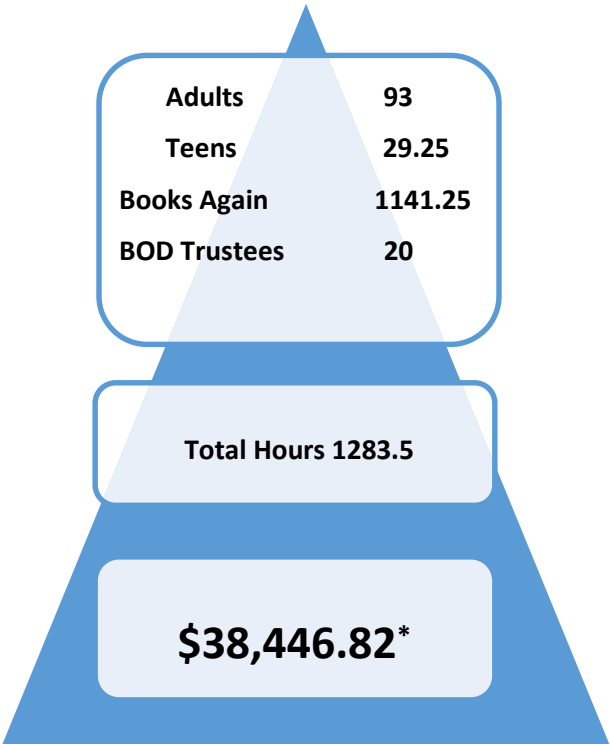 Adults 93
Teens 29.25
Books Again 1141.25
BOD Trustees 20
Total Hours 1283.5
$38,446.82*